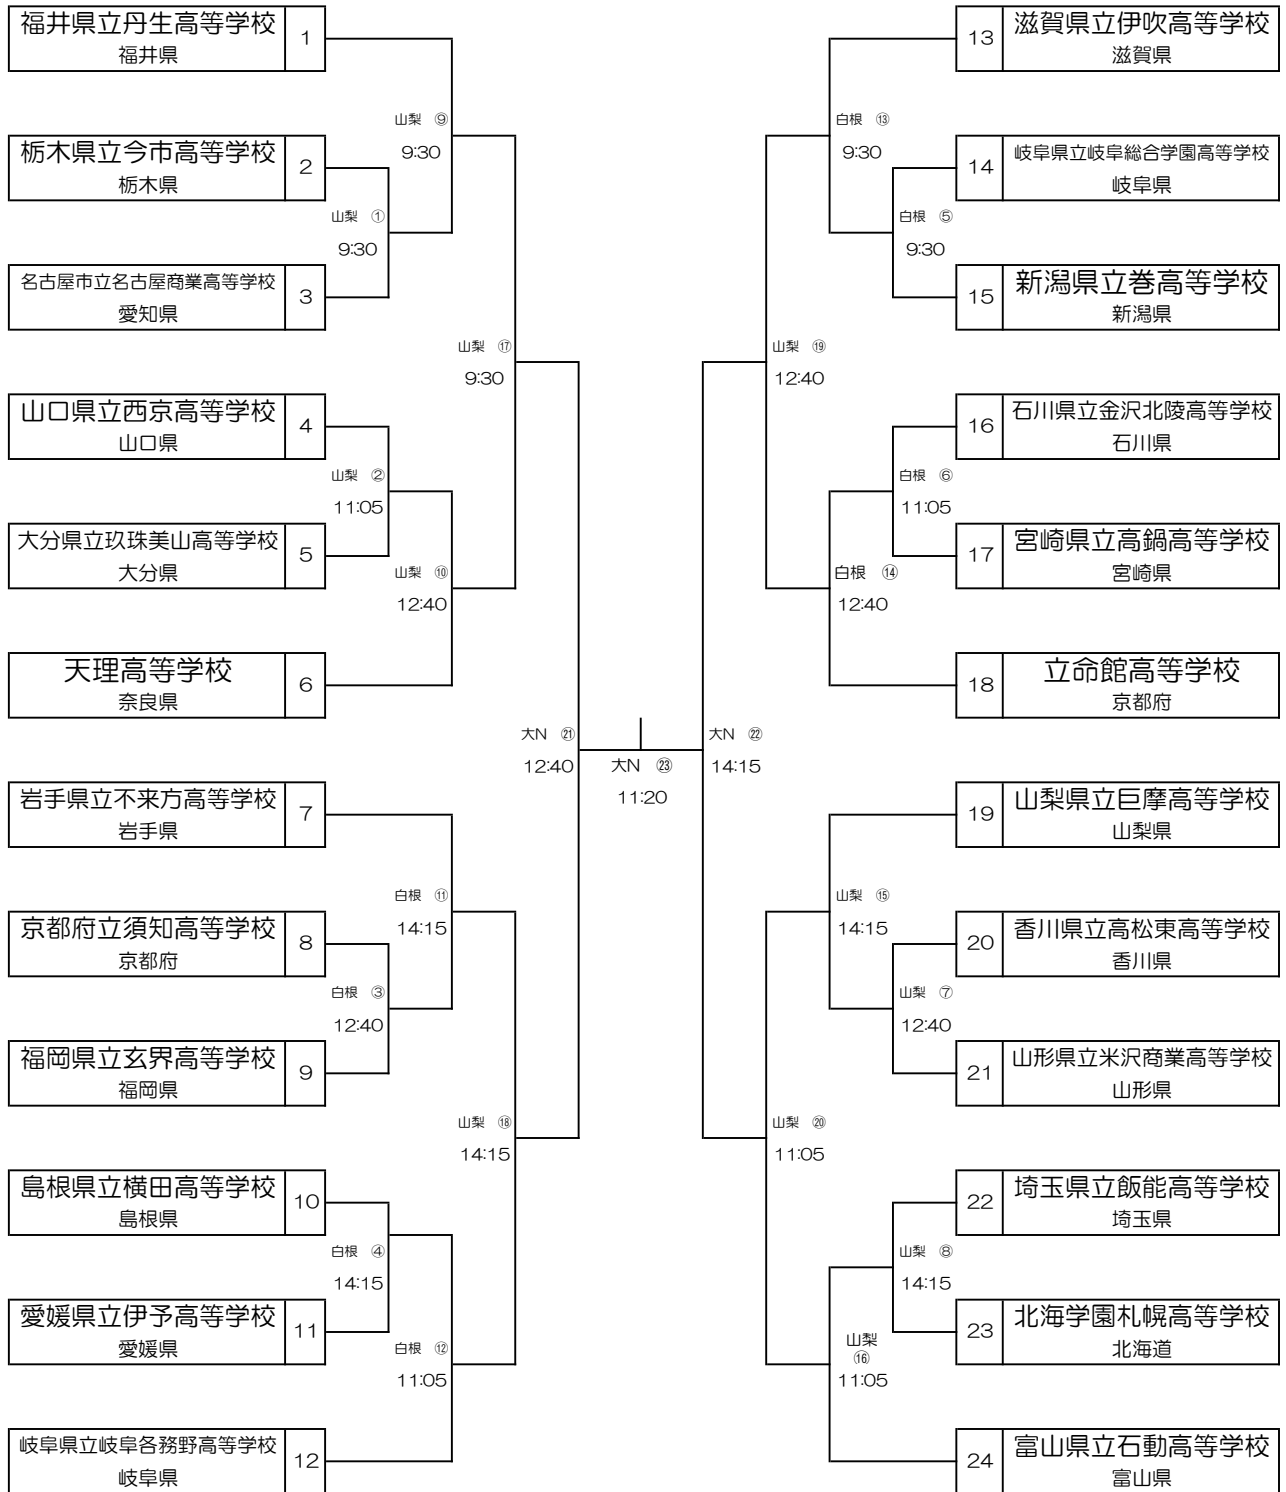 福井県立丹生高等学校
福井県
1
山梨 ⑨
9:30
栃木県立今市高等学校
栃木県
2
山梨 ①
9:30
名古屋市立名古屋商業高等学校
愛知県
3
山梨 ⑰
9:30
山口県立西京高等学校
山口県
4
山梨 ②
11:05
大分県立玖珠美山高等学校
大分県
5
山梨 ⑩
12:40
天理高等学校
奈良県
6
大N ㉑
12:40
岩手県立不来方高等学校
岩手県
7
白根 ⑪
14:15
京都府立須知高等学校
京都府
8
白根 ③
12:40
福岡県立玄界高等学校
福岡県
9
山梨 ⑱
14:15
島根県立横田高等学校
島根県
10
白根 ④
14:15
愛媛県立伊予高等学校
愛媛県
11
白根 ⑫
11:05
岐阜県立岐阜各務野高等学校
岐阜県
12
大N ㉓
11:20
13
滋賀県立伊吹高等学校
滋賀県
白根 ⑬
9:30
14
岐阜県立岐阜総合学園高等学校
岐阜県
白根 ⑤
9:30
15
新潟県立巻高等学校
新潟県
山梨 ⑲
12:40
16
石川県立金沢北陵高等学校
石川県
白根 ⑥
11:05
17
宮崎県立高鍋高等学校
宮崎県
白根 ⑭
12:40
18
立命館高等学校
京都府
大N ㉒
14:15
19
山梨県立巨摩高等学校
山梨県
山梨 ⑮
14:15
20
香川県立高松東高等学校
香川県
山梨 ⑦
12:40
21
山形県立米沢商業高等学校
山形県
山梨 ⑳
11:05
22
埼玉県立飯能高等学校
埼玉県
山梨 ⑧
14:15
23
北海学園札幌高等学校
北海道
山梨
⑯
11:05
24
富山県立石動高等学校
富山県